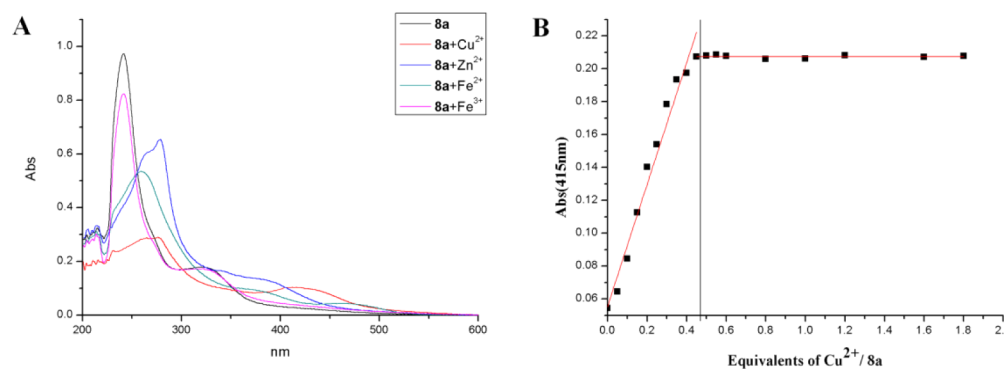 A
8a
8a+Cu2+
8a+Zn2+
8a+Fe2+
8a+Fe3+
Abs
1.0
0.8
0.6
0.4
0.2
0.0
200 300 400 500 600
nm
B
Abs(415nm)
0.22
0.20
0.18
0.16
0.14
0.12
0.10
0.08
0.06
0.0 0.2 0.4 0.6 0.8 1.0 1.2 1.4 1.6 1.8 2.
Equivalents of Cu2+/ 8a